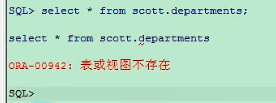 SQL> select * from scott.departments;
select * from scott.departments
ORA-00942: 表或视图不存在
SQL>